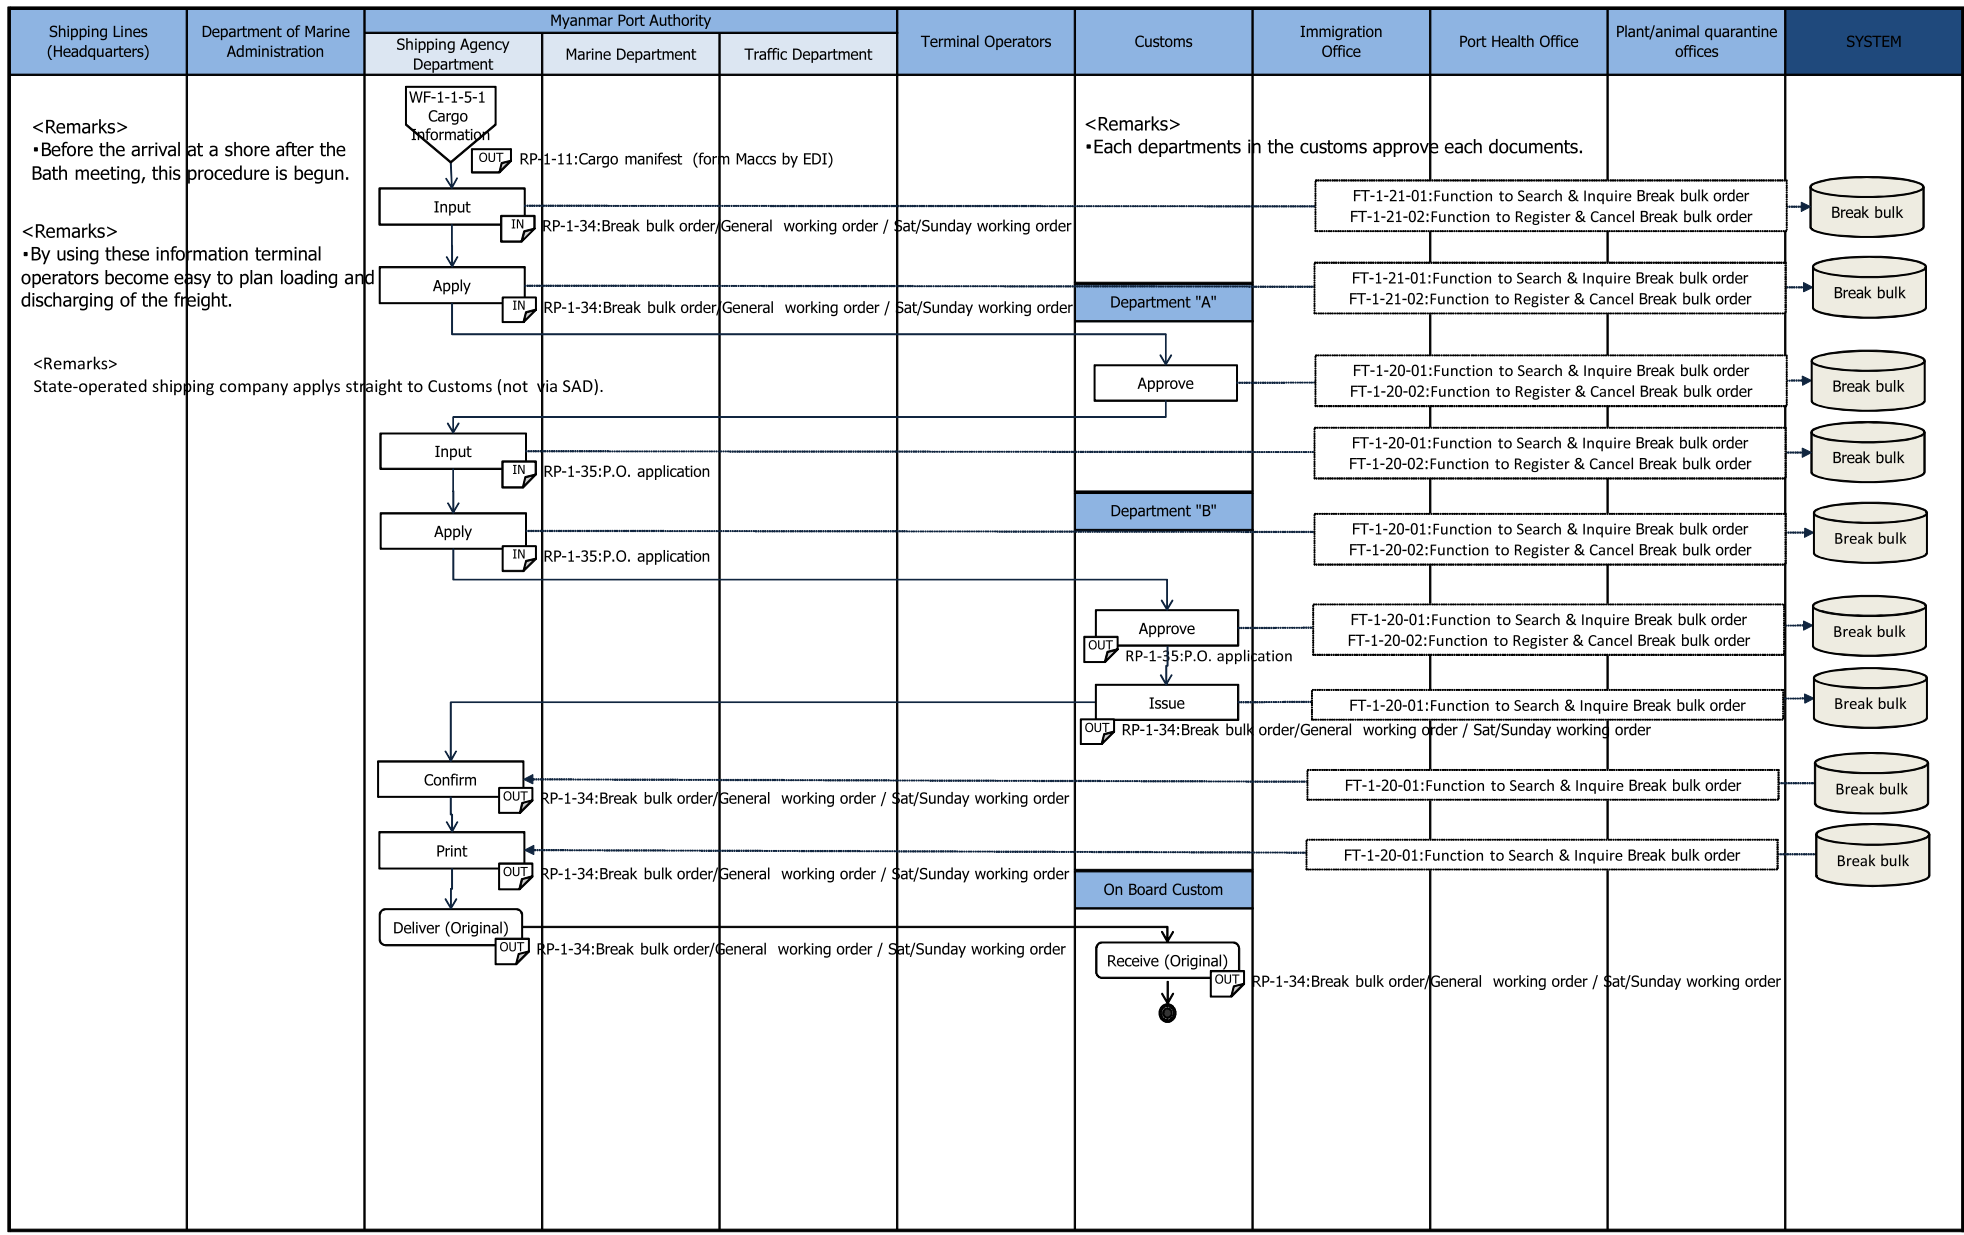 Shipping Lines
(Headquarters)
Department of Marine
Administration
Myanmar Port Authority
Shipping Agency
Department
Marine Department
Traffic Department
Terminal Operators
Customs
Immigration
Office
Port Health Office
Plant/animal quarantine
offices
SYSTEM
WF-1-1-5-1
Cargo
Information
<Remarks>
・Before the arrival at a shore after the
Bath meeting, this procedure is begun.
<Remarks>
・Each departments in the customs approve each documents.
OUT
RP-1-11:Cargo manifest (form Maccs by EDI)
Input
IN
RP-1-34:Break bulk order/General working order / Sat/Sunday working order
FT-1-21-01:Function to Search & Inquire Break bulk order
FT-1-21-02:Function to Register & Cancel Break bulk order
Break bulk
<Remarks>
・By using these information terminal
operators become easy to plan loading and
discharging of the freight.
Apply
IN
RP-1-34:Break bulk order/General working order / Sat/Sunday working order
Department "A"
FT-1-21-01:Function to Search & Inquire Break bulk order
FT-1-21-02:Function to Register & Cancel Break bulk order
Break bulk
<Remarks>
State-operated shipping company applys straight to Customs (not via SAD).
Approve
FT-1-20-01:Function to Search & Inquire Break bulk order
FT-1-20-02:Function to Register & Cancel Break bulk order
Break bulk
Input
IN
RP-1-35:P.O. application
FT-1-20-01:Function to Search & Inquire Break bulk order
FT-1-20-02:Function to Register & Cancel Break bulk order
Break bulk
Department "B"
Apply
IN
RP-1-35:P.O. application
FT-1-20-01:Function to Search & Inquire Break bulk order
FT-1-20-02:Function to Register & Cancel Break bulk order
Break bulk
Approve
OUT
RP-1-35:P.O. application
FT-1-20-01:Function to Search & Inquire Break bulk order
FT-1-20-02:Function to Register & Cancel Break bulk order
Break bulk
Issue
OUT
RP-1-34:Break bulk order/General working order / Sat/Sunday working order
FT-1-20-01:Function to Search & Inquire Break bulk order
Break bulk
Confirm
OUT
RP-1-34:Break bulk order/General working order / Sat/Sunday working order
FT-1-20-01:Function to Search & Inquire Break bulk order
Break bulk
Print
OUT
RP-1-34:Break bulk order/General working order / Sat/Sunday working order
FT-1-20-01:Function to Search & Inquire Break bulk order
Break bulk
On Board Custom
Deliver (Original)
OUT
RP-1-34:Break bulk order/General working order / Sat/Sunday working order
Receive (Original)
OUT
RP-1-34:Break bulk order/General working order / Sat/Sunday working order